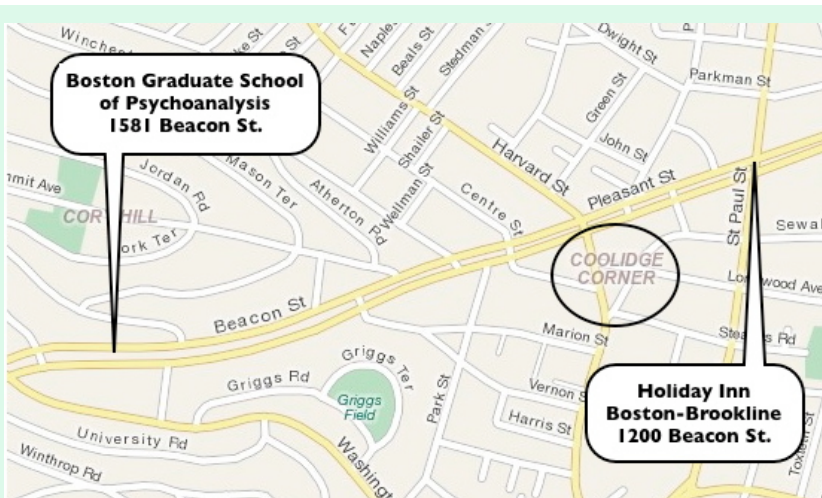 Boston Graduate School
of Psychoanalysis
1581 Beacon St.
Beals St
Stedman St
Dwight St
Parkman St
Green St
John St
Williams St
Shailer St
Harvard St
Pleasant St
Wellman St
Centre St
Mason Ter
Atherton Rd
Jordan Rd
St Paul St
COOLIDGE
CORNER
Beacon St
Marion St
Griggs Ter
Griggs Rd
Griggs
Field
Park St
Vernon S
Harris St
University Rd
Winthrop Rd
Washingt
Holiday Inn
Boston-Brookline
1200 Beacon St.